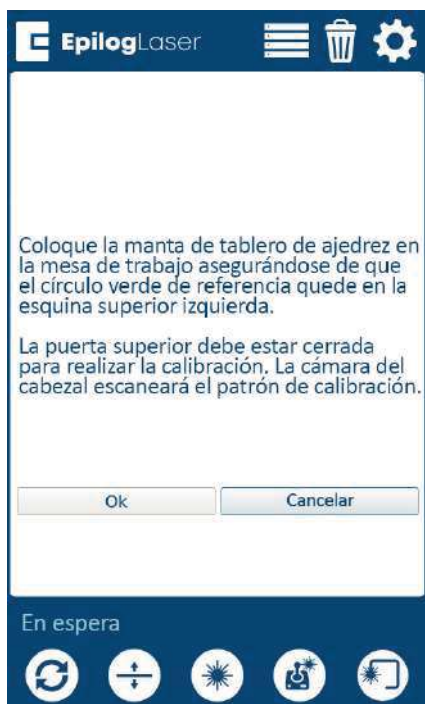 EpilogLaser
Coloque la manta de tablero de ajedrez en
la mesa de trabajo asegurándose de que
el círculo verde de referencia quede en la
esquina superior izquierda.
La puerta superior debe estar cerrada
para realizar la calibración. La cámara del
cabezal escaneará el patrón de calibración.
Ok Cancelar
En espera